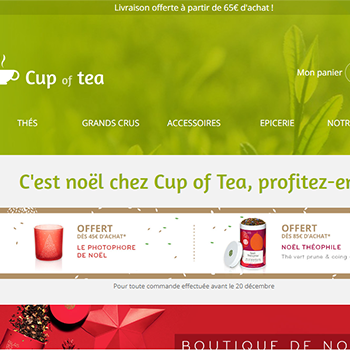 Livraison offerte à partir de 65€ d'achat !
Cup of tea
Mon panier
THÉS GRANDS CRUS ACCESSOIRES EPICERIE NOTR
C'est noël chez Cup of Tea, profitez-en
OFFERT
DÈS 45€ D'ACHAT*
LE PHOTOPHORE
DE NOËL
OFFERT
DÈS 85€ D'ACHAT*
NOËL THÉOPHILE
Thé vert prune & coing
Pour toute commande effectuée avant le 20 décembre
BOUTIQUE DE NO